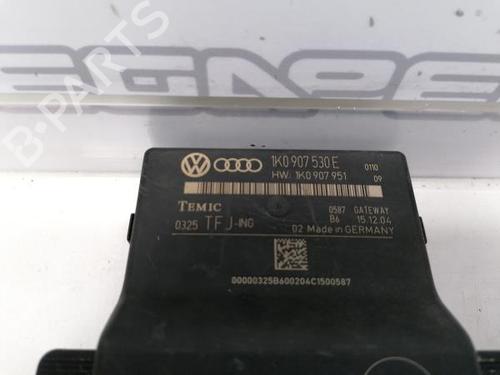 B-PARTS
1K0 907 530 E
HW: 1K0 907 951
0110
09
TEMIC
0325 TFJ-ING
0587 GATEWAY
B6 15.12.04
02 Made in GERMANY
00000325B600204C1500587